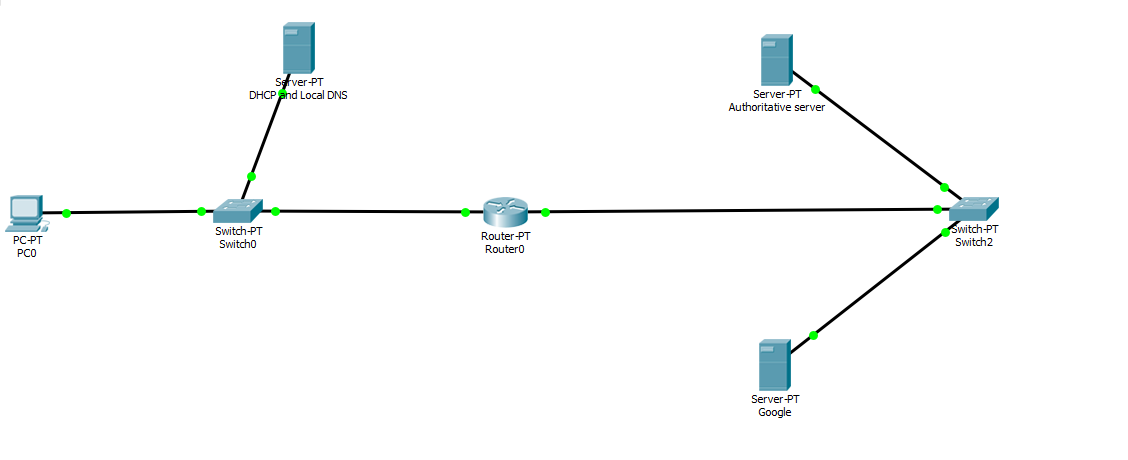 Server-PT
DHCP and Local DNS
Server-PT
Authoritative server
PC-PT
PC0
Switch-PT
Switch0
Router-PT
Router0
Switch-PT
Switch2
Server-PT
Google